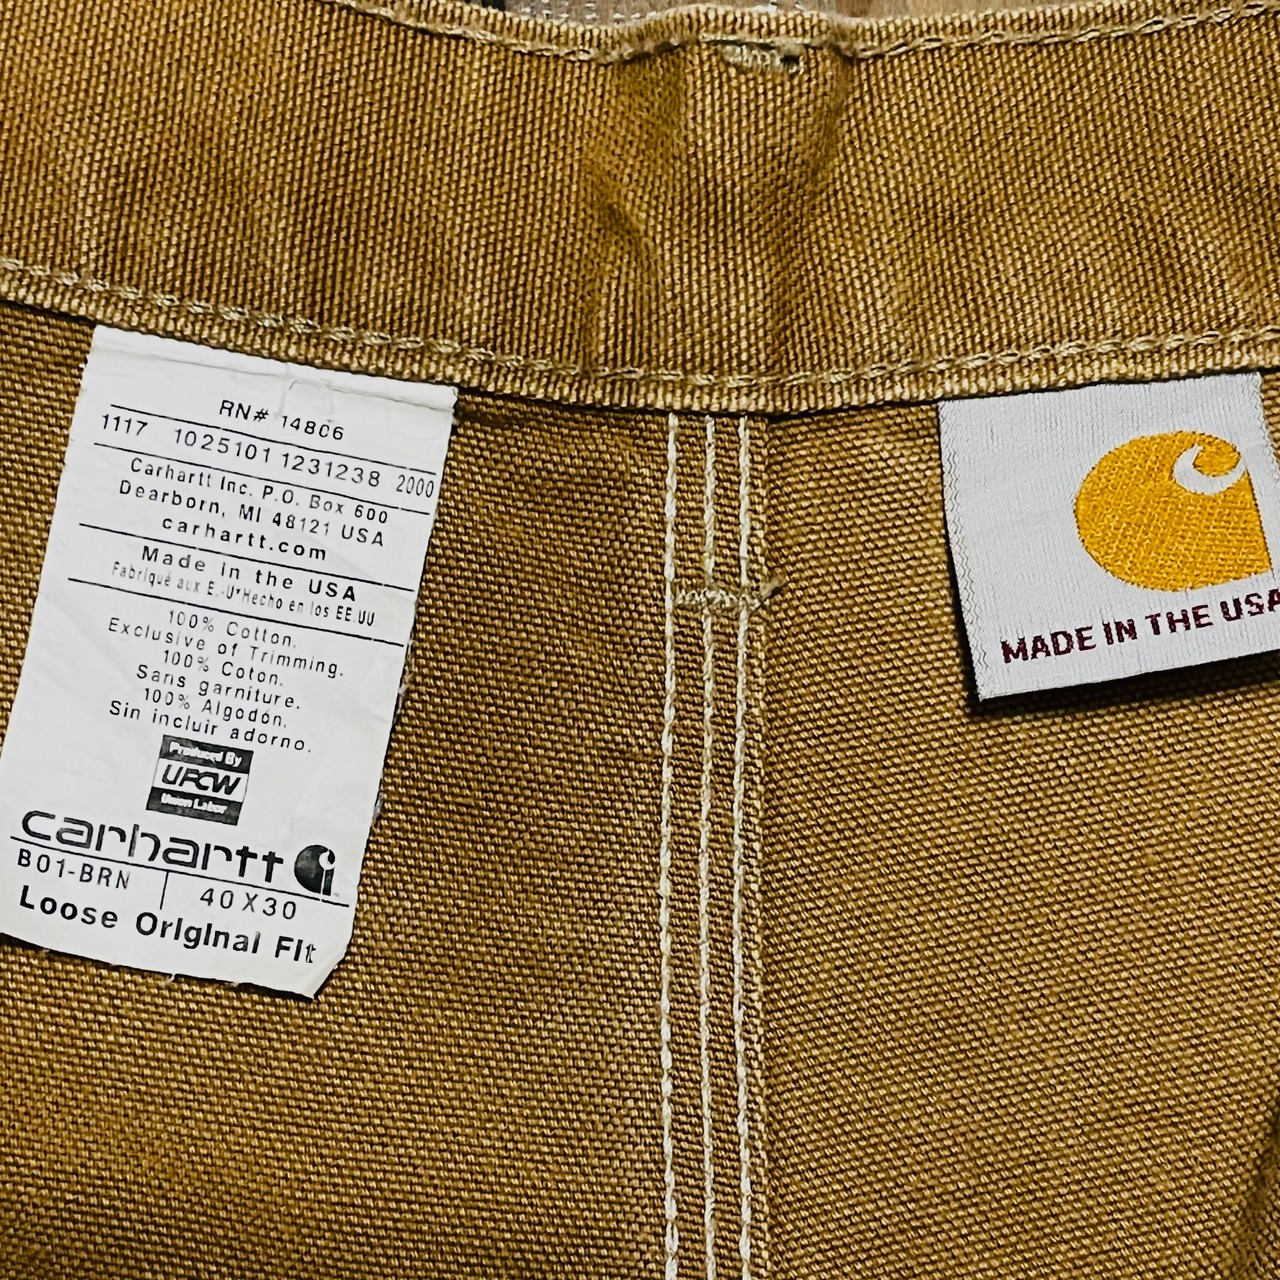 RN# 14806
1117 1025101 1231238 2000
Carhartt Inc. P.O. Box 600
Dearborn, MI 48121 USA
carhartt.com
Made in the USA
Fabriqué aux E.-U Hecho en los EE.UU
100% Cotton.
Exclusive of Trimming.
100% Coton.
Sans garniture.
100% Algodón.
Sin incluir adorno.
Produced By
UFCW
Union Labor
carhartt
B01-BRN 40 X 30
Loose Original Fit
MADE IN THE USA